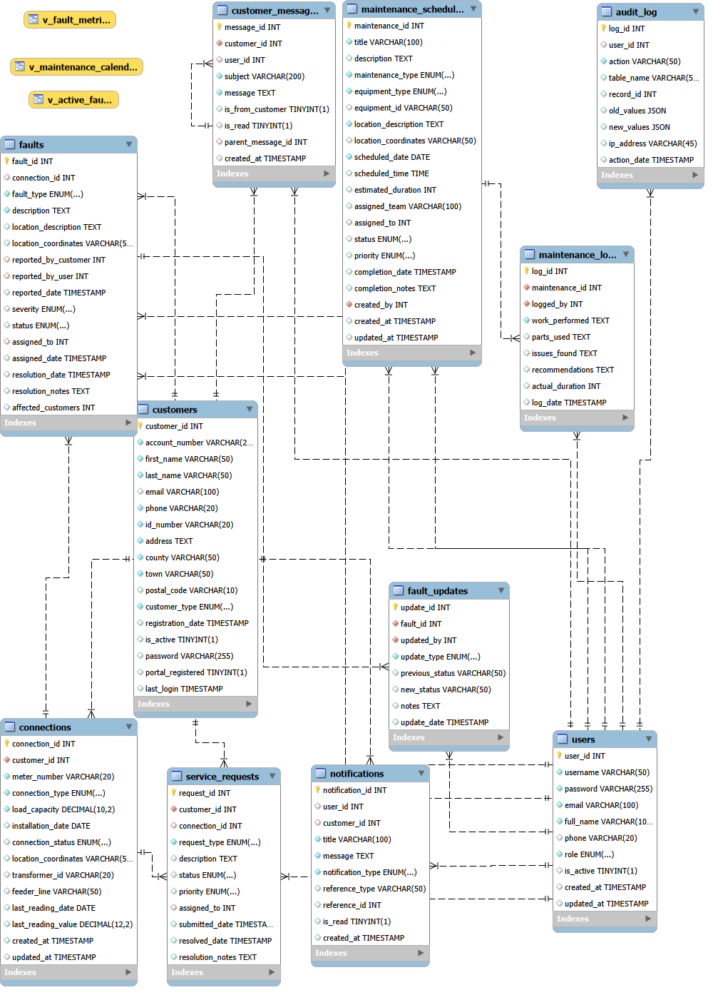 v_fault_metri...
v_maintenance_calend...
v_active_fau...
customer_messag...
message_id INT
customer_id INT
user_id INT
subject VARCHAR(200)
message TEXT
is_from_customer TINYINT(1)
is_read TINYINT(1)
parent_message_id INT
created_at TIMESTAMP
Indexes
maintenance_schedul...
maintenance_id INT
title VARCHAR(100)
description TEXT
maintenance_type ENUM(...)
equipment_type ENUM(...)
equipment_id VARCHAR(50)
location_description TEXT
location_coordinates VARCHAR(50)
scheduled_date DATE
scheduled_time TIME
estimated_duration INT
assigned_team VARCHAR(100)
assigned_to INT
status ENUM(...)
priority ENUM(...)
completion_date TIMESTAMP
completion_notes TEXT
created_by INT
created_at TIMESTAMP
updated_at TIMESTAMP
Indexes
audit_log
log_id INT
user_id INT
action VARCHAR(50)
table_name VARCHAR(5...
record_id INT
old_values JSON
new_values JSON
ip_address VARCHAR(45)
action_date TIMESTAMP
Indexes
faults
fault_id INT
connection_id INT
fault_type ENUM(...)
description TEXT
location_description TEXT
location_coordinates VARCHAR(5...
reported_by_customer INT
reported_by_user INT
reported_date TIMESTAMP
severity ENUM(...)
status ENUM(...)
assigned_to INT
assigned_date TIMESTAMP
resolution_date TIMESTAMP
resolution_notes TEXT
affected_customers INT
Indexes
maintenance_lo...
log_id INT
maintenance_id INT
logged_by INT
work_performed TEXT
parts_used TEXT
issues_found TEXT
recommendations TEXT
actual_duration INT
log_date TIMESTAMP
Indexes
customers
customer_id INT
account_number VARCHAR(2...
first_name VARCHAR(50)
last_name VARCHAR(50)
email VARCHAR(100)
phone VARCHAR(20)
id_number VARCHAR(20)
address TEXT
county VARCHAR(50)
town VARCHAR(50)
postal_code VARCHAR(10)
customer_type ENUM(...)
registration_date TIMESTAMP
is_active TINYINT(1)
password VARCHAR(255)
portal_registered TINYINT(1)
last_login TIMESTAMP
Indexes
fault_updates
update_id INT
fault_id INT
updated_by INT
update_type ENUM(...)
previous_status VARCHAR(50)
new_status VARCHAR(50)
notes TEXT
update_date TIMESTAMP
Indexes
connections
connection_id INT
customer_id INT
meter_number VARCHAR(20)
connection_type ENUM(...)
load_capacity DECIMAL(10,2)
installation_date DATE
connection_status ENUM(...)
location_coordinates VARCHAR(5...
transformer_id VARCHAR(20)
feeder_line VARCHAR(50)
last_reading_date DATE
last_reading_value DECIMAL(12,2)
created_at TIMESTAMP
updated_at TIMESTAMP
Indexes
service_requests
request_id INT
customer_id INT
connection_id INT
request_type ENUM(...)
description TEXT
status ENUM(...)
priority ENUM(...)
assigned_to INT
submitted_date TIMESTA...
resolved_date TIMESTAMP
resolution_notes TEXT
Indexes
notifications
notification_id INT
user_id INT
customer_id INT
title VARCHAR(100)
message TEXT
notification_type ENUM(...)
reference_type VARCHAR(50)
reference_id INT
is_read TINYINT(1)
created_at TIMESTAMP
Indexes
users
user_id INT
username VARCHAR(50)
password VARCHAR(255)
email VARCHAR(100)
full_name VARCHAR(10...
phone VARCHAR(20)
role ENUM(...)
is_active TINYINT(1)
created_at TIMESTAMP
updated_at TIMESTAMP
Indexes